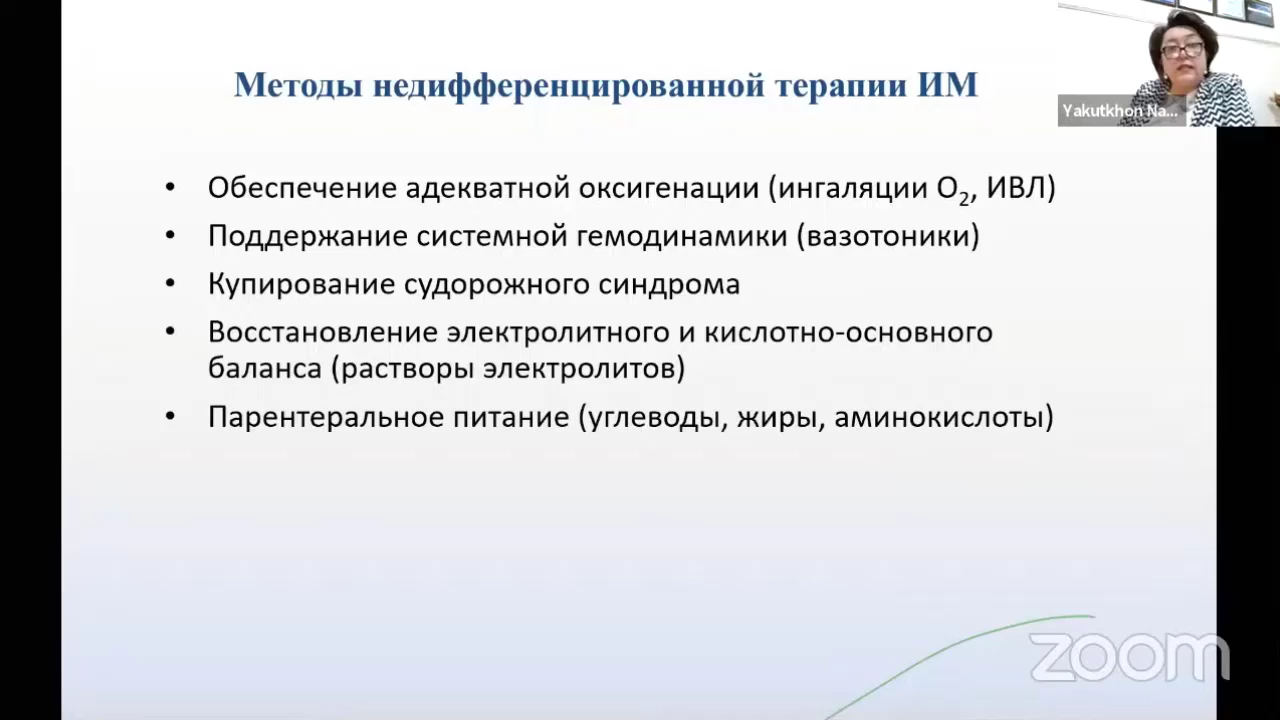 Методы недифференцированной терапии ИМ
Yakutkhon Na...
• Обеспечение адекватной оксигенации (ингаляции О₂, ИВЛ)
• Поддержание системной гемодинамики (вазотоники)
• Купирование судорожного синдрома
• Восстановление электролитного и кислотно-основного
баланса (растворы электролитов)
• Парентеральное питание (углеводы, жиры, аминокислоты)
zoom